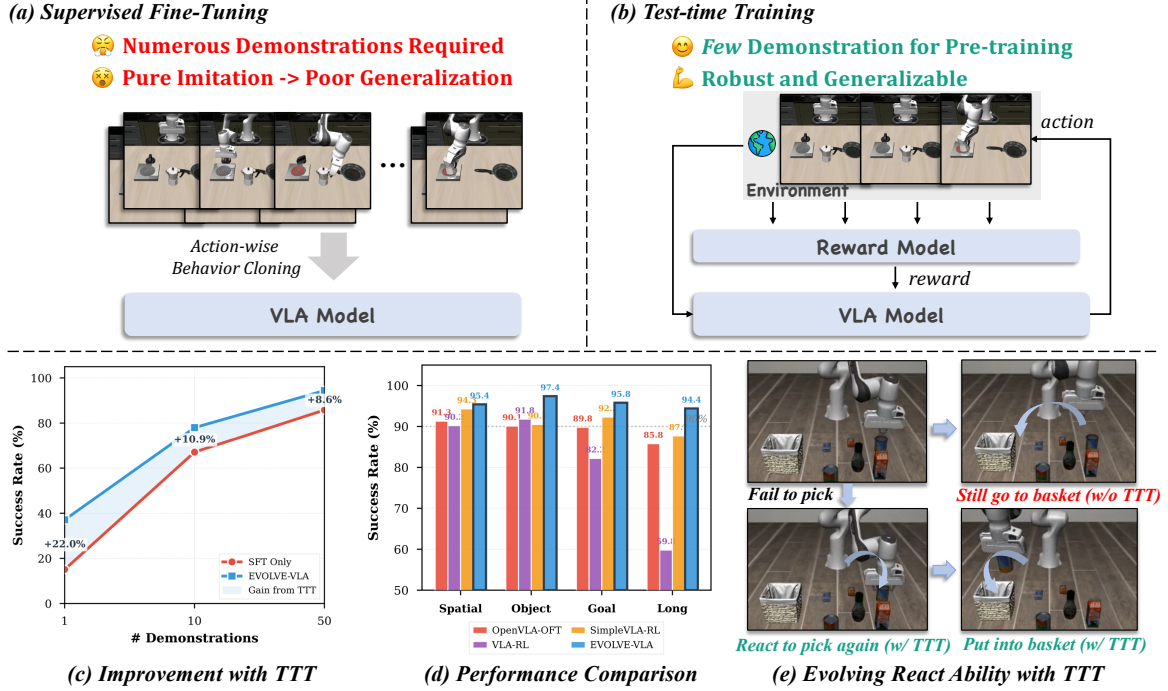 (a) Supervised Fine-Tuning
Numerous Demonstrations Required
Pure Imitation -> Poor Generalization
...
Action-wise
Behavior Cloning
VLA Model
(b) Test-time Training
Few Demonstration for Pre-training
Robust and Generalizable
action
Environment
Reward Model
reward
VLA Model
Success Rate (%)
100
80
60
40
20
0
+22.0%
+10.9%
+8.6%
SFT Only
EVOLVE-VLA
Gain from TTT
1
10
50
# Demonstrations
(c) Improvement with TTT
Success Rate (%)
100
90
80
70
60
50
91.2
95.4
91.8
97.4
89.8
95.8
85.8
94.4
Spatial
Object
Goal
Long
OpenVLA-OFT
VLA-RL
SimpleVLA-RL
EVOLVE-VLA
(d) Performance Comparison
Fail to pick
Still go to basket (w/o TTT)
React to pick again (w/ TTT)
Put into basket (w/ TTT)
(e) Evolving React Ability with TTT